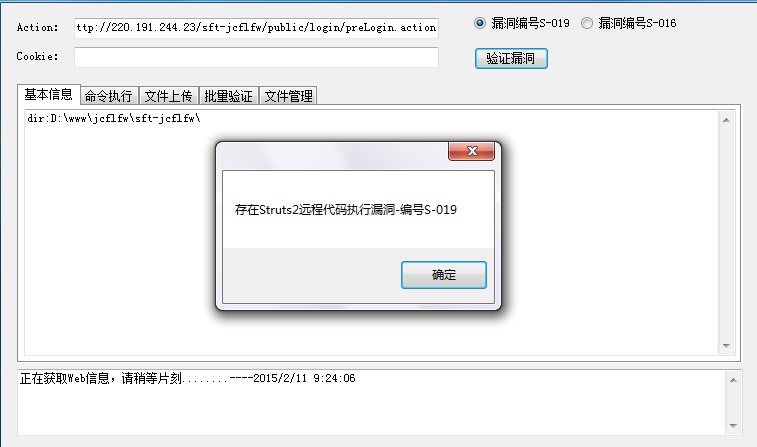 Action: ttp://220.191.244.23/sft-jcflfw/public/login/preLogin.action 漏洞编号S-019 漏洞编号S-016
Cookie: 验证漏洞
基本信息 命令执行 文件上传 批量验证 文件管理
dir:D:\www\jcflfw\sft-jcflfw\
存在Struts2远程代码执行漏洞-编号S-019
确定
正在获取Web信息，请稍等片刻........----2015/2/11 9:24:06